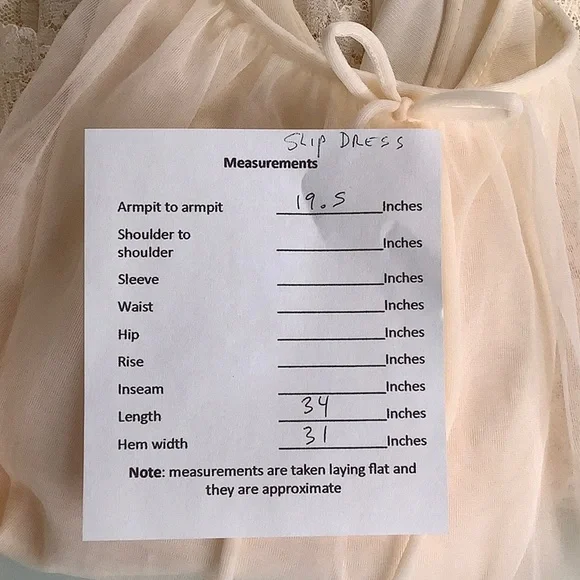 SLIP DRESS
Measurements
Armpit to armpit 19.5 Inches
Shoulder to
shoulder Inches
Sleeve Inches
Waist Inches
Hip Inches
Rise Inches
Inseam Inches
Length 34 Inches
Hem width 31 Inches
Note: measurements are taken laying flat and
they are approximate